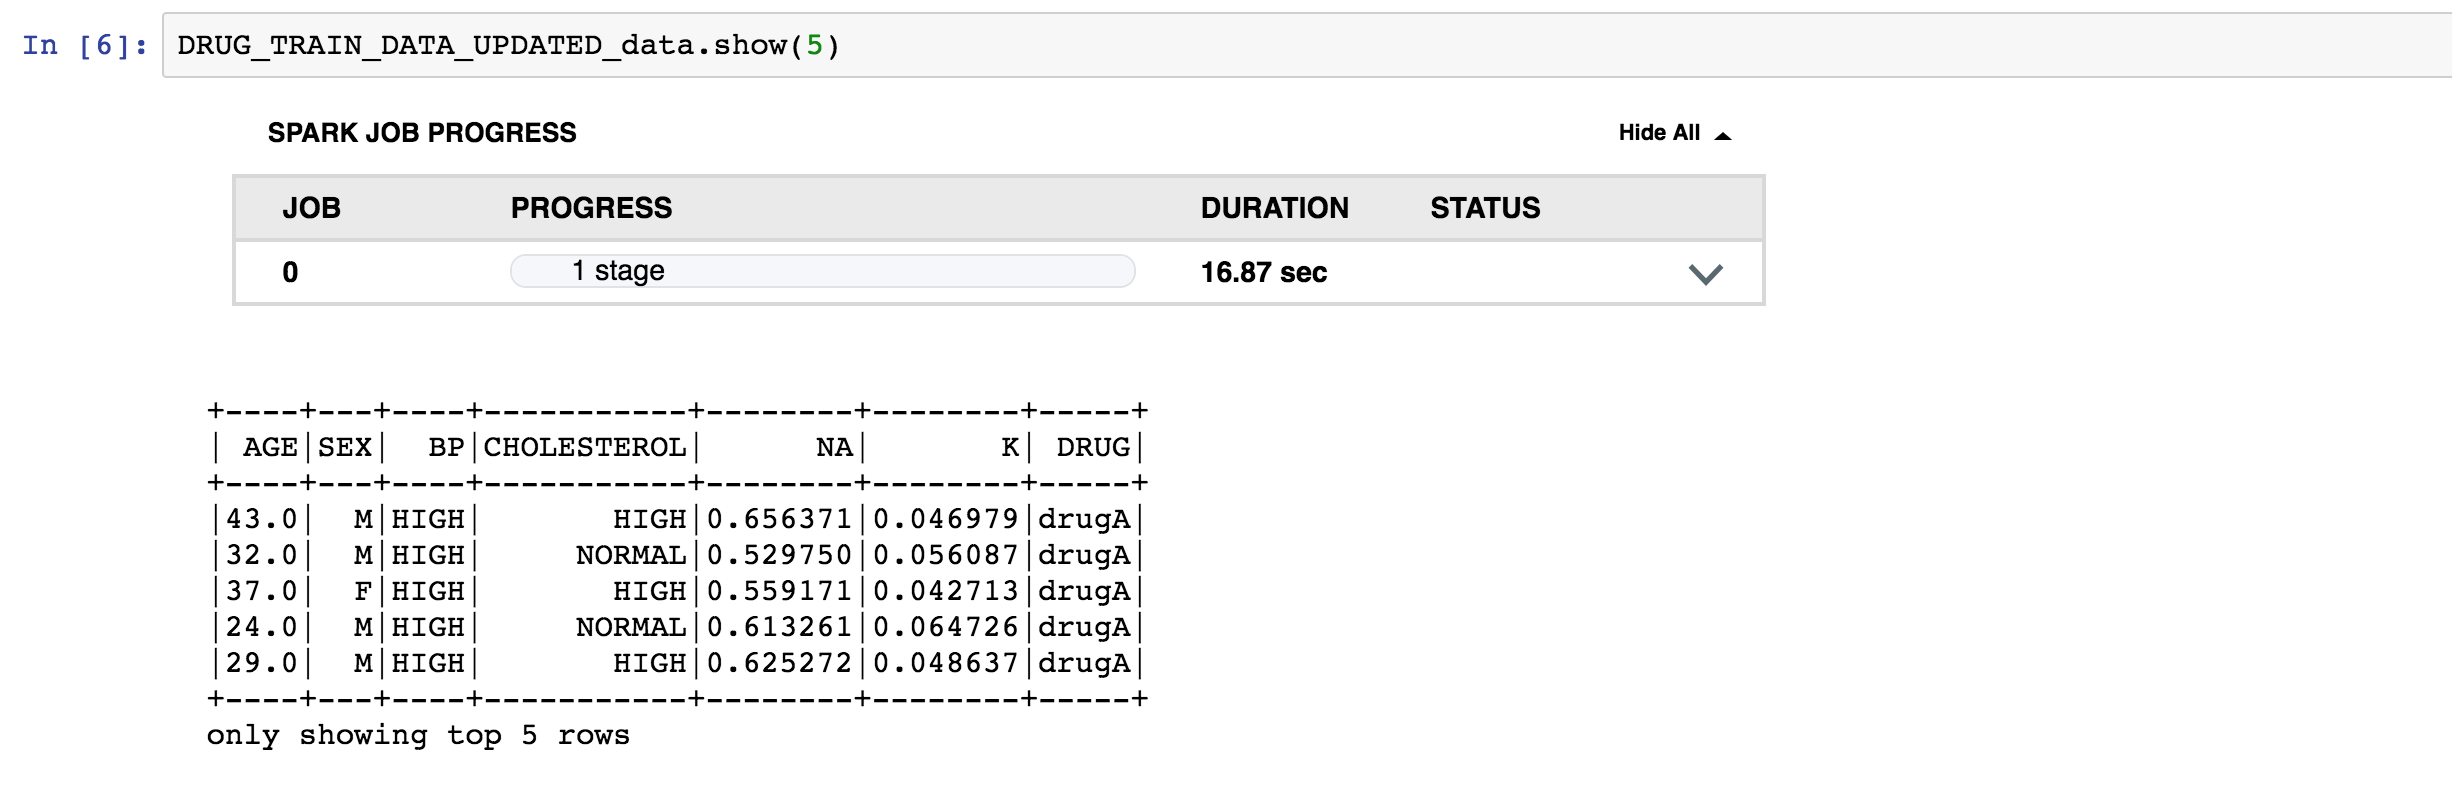 In [6]: DRUG_TRAIN_DATA_UPDATED_data.show(5)
SPARK JOB PROGRESS Hide All
JOB PROGRESS DURATION STATUS
0 1 stage 16.87 sec
+----+---+----+-----------+--------+--------+-----+
| AGE|SEX|  BP|CHOLESTEROL|      NA|       K| DRUG|
+----+---+----+-----------+--------+--------+-----+
|43.0|  M|HIGH|       HIGH|0.656371|0.046979|drugA|
|32.0|  M|HIGH|     NORMAL|0.529750|0.056087|drugA|
|37.0|  F|HIGH|       HIGH|0.559171|0.042713|drugA|
|24.0|  M|HIGH|     NORMAL|0.613261|0.064726|drugA|
|29.0|  M|HIGH|       HIGH|0.625272|0.048637|drugA|
+----+---+----+-----------+--------+--------+-----+
only showing top 5 rows